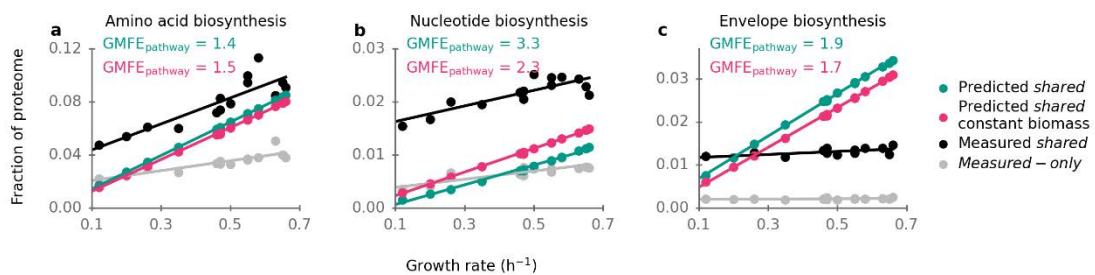 a Amino acid biosynthesis
GMFEpathway = 1.4
GMFEpathway = 1.5
0.12
0.08
0.04
0.00
0.1 0.3 0.5 0.7
Fraction of proteome
b Nucleotide biosynthesis
GMFEpathway = 3.3
GMFEpathway = 2.3
0.03
0.02
0.01
0.00
0.1 0.3 0.5 0.7
Growth rate (h⁻¹)
c Envelope biosynthesis
GMFEpathway = 1.9
GMFEpathway = 1.7
0.03
0.02
0.01
0.00
0.1 0.3 0.5 0.7
Predicted shared
Predicted shared
constant biomass
Measured shared
Measured − only